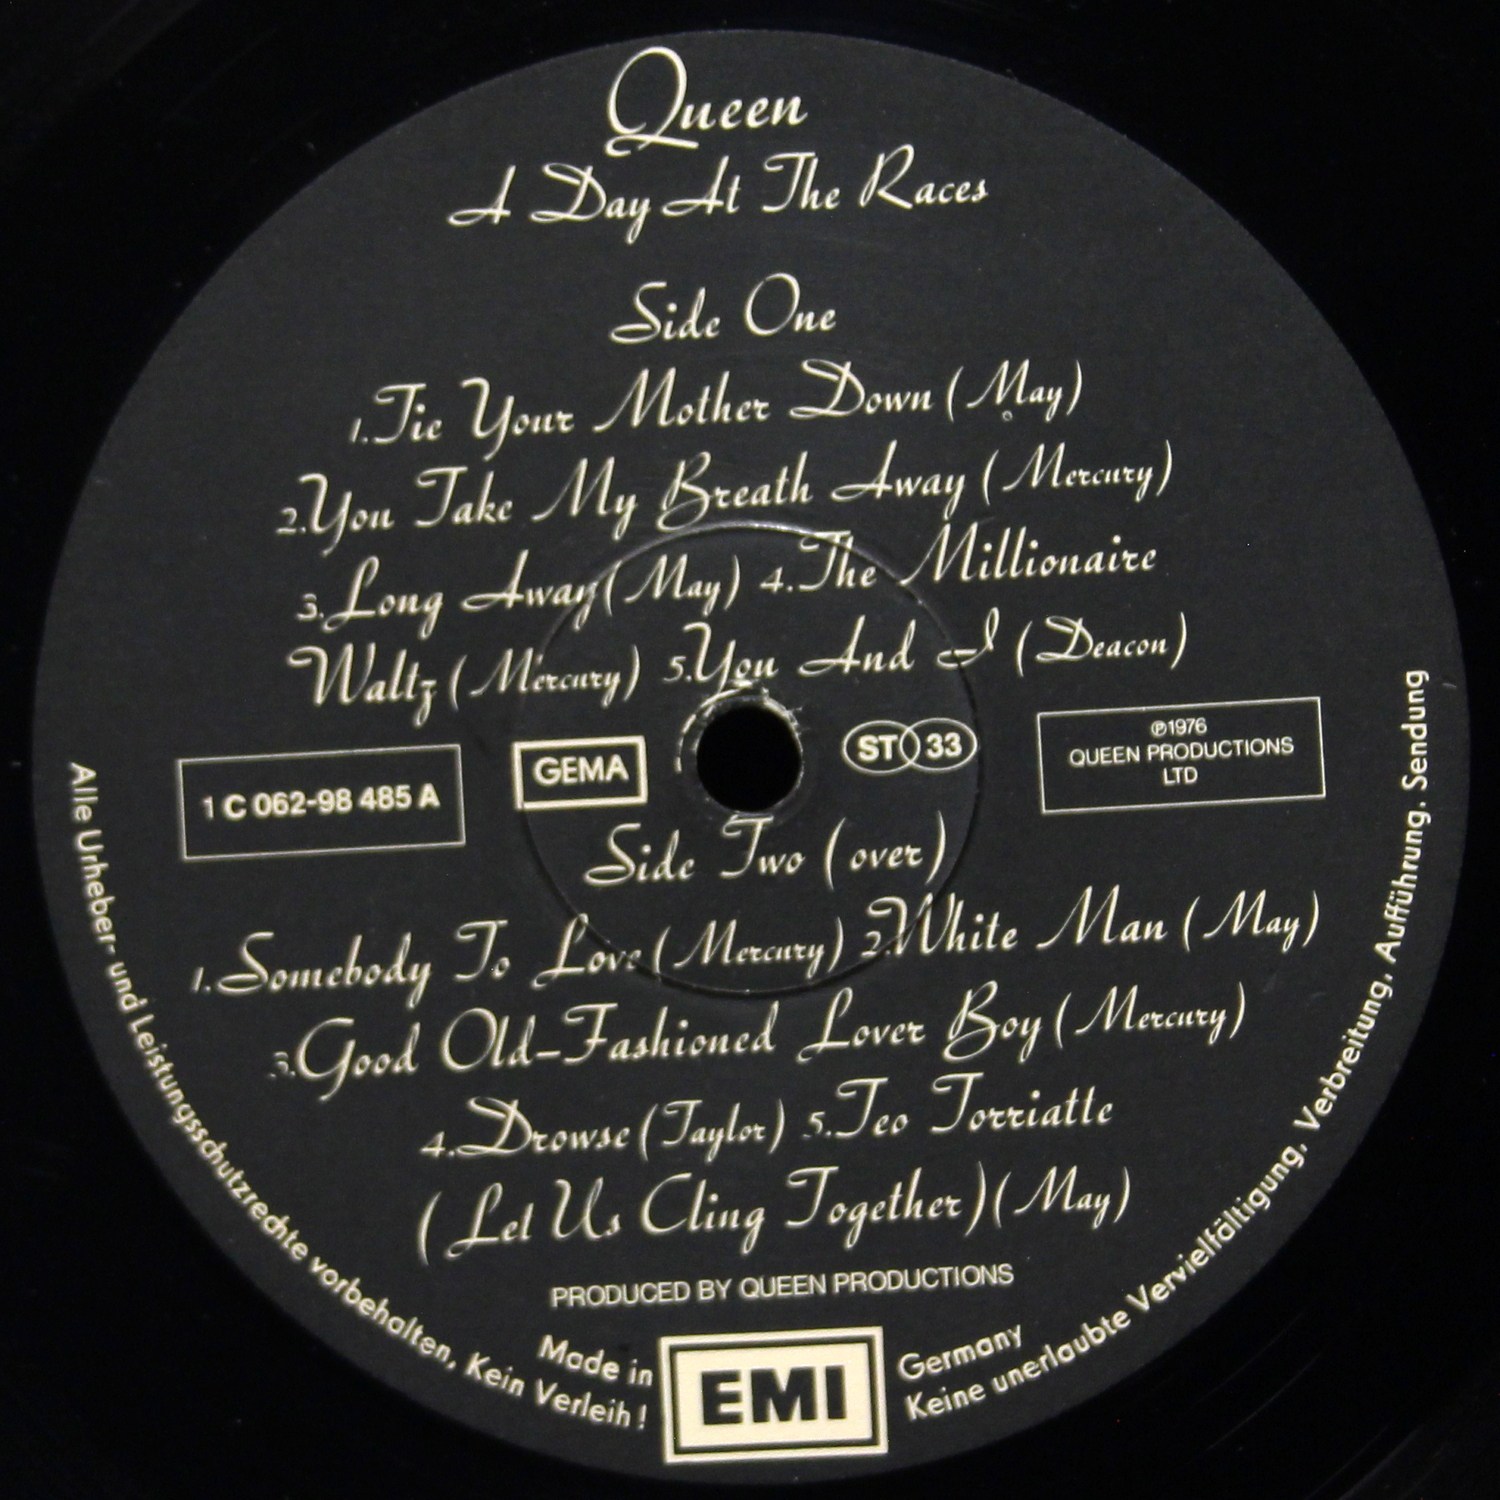 Queen
A Day At The Races
Side One
1. Tie Your Mother Down (May)
2. You Take My Breath Away (Mercury)
3. Long Away (May) 4. The Millionaire
Waltz (Mercury) 5. You And I (Deacon)
1 C 062-98 485 A
GEMA
ST 33
℗1976
QUEEN PRODUCTIONS
LTD
Side Two (over)
1. Somebody To Love (Mercury) 2. White Man (May)
3. Good Old-Fashioned Lover Boy (Mercury)
4. Drowse (Taylor) 5. Teo Torriatte
(Let Us Cling Together) (May)
PRODUCED BY QUEEN PRODUCTIONS
Made in
EMI
Germany
Alle Urheber- und Leistungsschutzrechte vorbehalten, Kein Verleih!
Keine unerlaubte Vervielfältigung, Verbreitung, Aufführung, Sendung